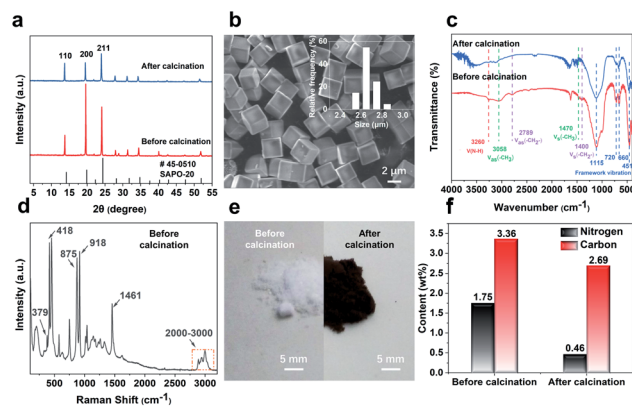 a
110
200
211
After calcination
Before calcination
# 45-0510
SAPO-20
Intensity (a.u.)
5 10 15 20 25 30 35 40 45 50 55
2θ (degree)
b
Relative frequency (%)
60
40
20
0
2.4 2.6 2.8 3.0
Size (μm)
2 μm
c
After calcination
Before calcination
Transmittance (%)
3260
V(N-H)
3058
Vas(-CH3)
2789
Vas(-CH2-)
1470
Vs(-CH3)
1400
Vs(-CH2-)
1115
720
660
451
Framework vibration
4000 3500 3000 2500 2000 1500 1000 500
Wavenumber (cm-1)
d
Before
calcination
418
918
875
1461
379
2000-3000
Intensity (a.u.)
500 1000 1500 2000 2500 3000
Raman Shift (cm-1)
e
Before
calcination
After
calcination
5 mm
5 mm
f
Nitrogen
Carbon
3.36
2.69
1.75
0.46
Content (wt%)
3.5
3.0
2.5
2.0
1.5
1.0
0.5
0.0
Before calcination
After calcination